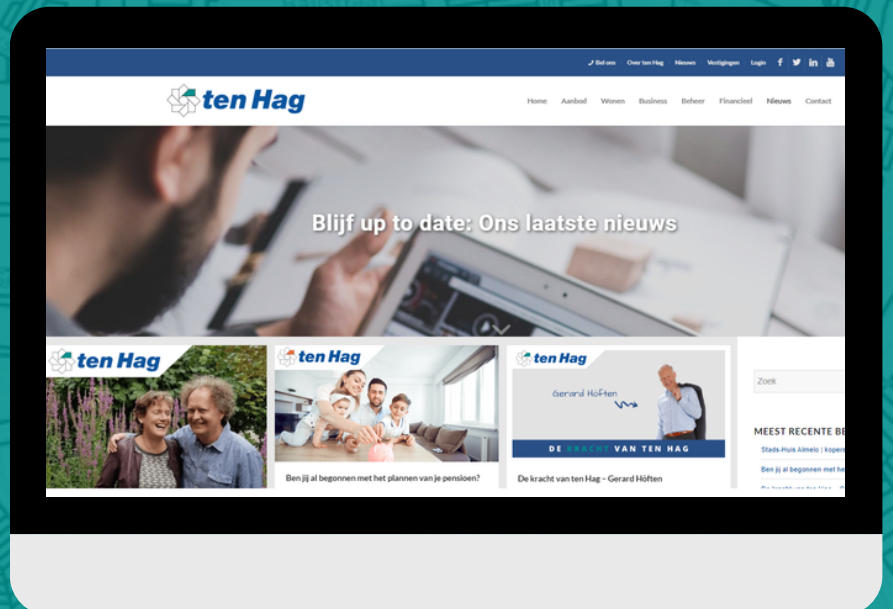 Bel ons Over ten Hag Nieuws Vestigingen Login
ten Hag
Home Aanbod Wonen Business Beheer Financieel Nieuws Contact
Blijf up to date: Ons laatste nieuws
ten Hag
ten Hag
Ben jij al begonnen met het plannen van je pensioen?
ten Hag
Gerard Höften
DE KRACHT VAN TEN HAG
De kracht van ten Hag – Gerard Höften
Zoek
MEEST RECENTE BE
Stads-Huis Almelo | kopers
Ben jij al begonnen met he